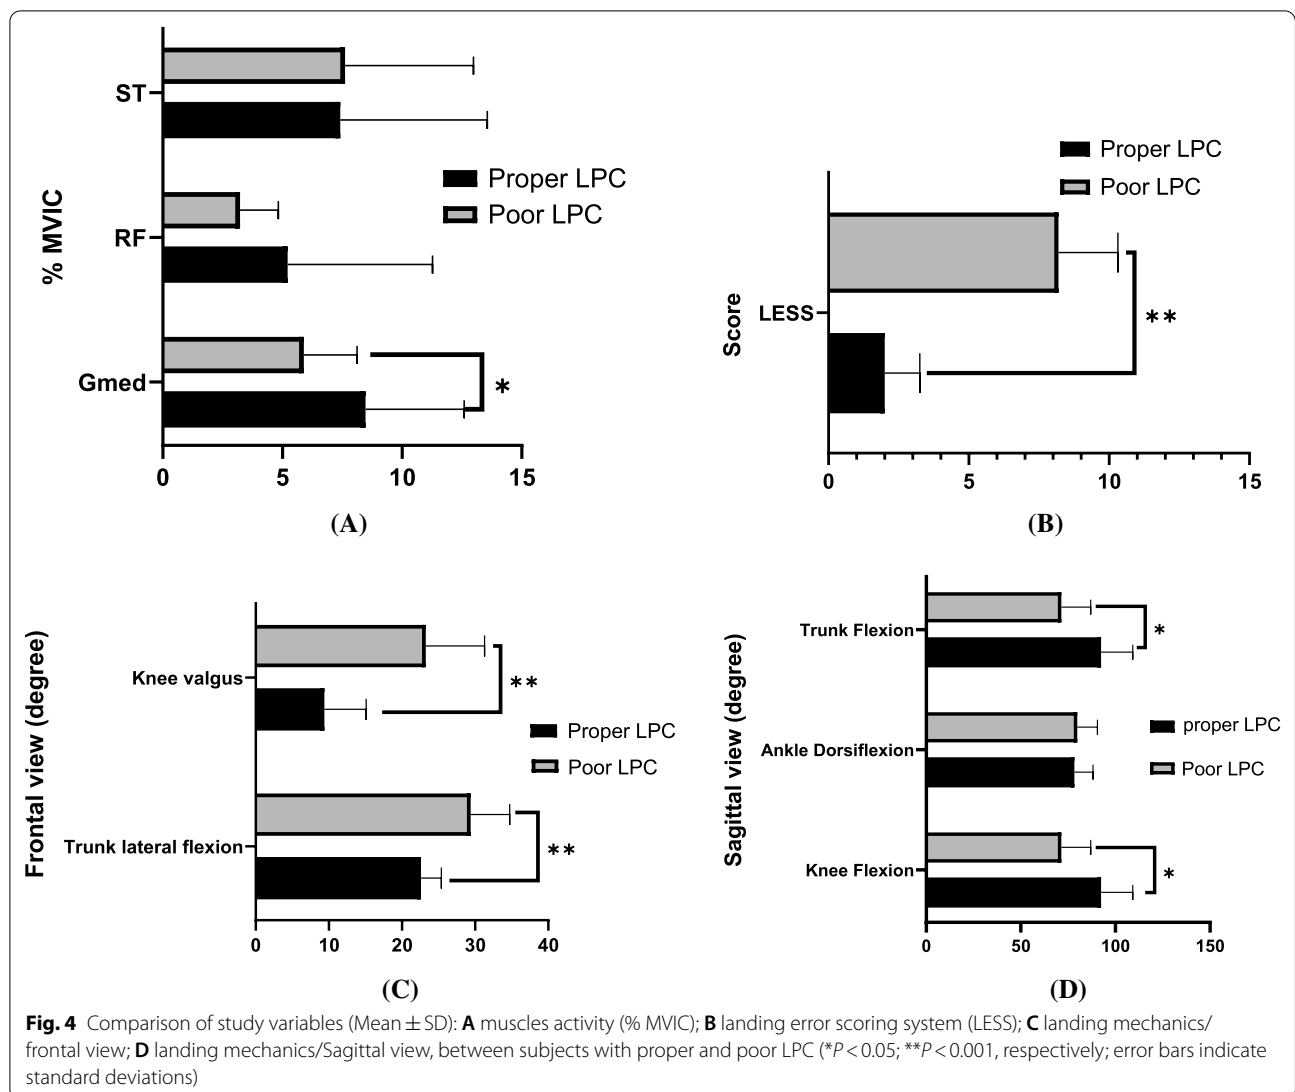 ST
RF
Gmed
% MVIC
Proper LPC
Poor LPC
*
0 5 10 15
(A)
Proper LPC
Poor LPC
Score
LESS
**
0 5 10 15
(B)
Frontal view (degree)
Knee valgus
**
Proper LPC
Poor LPC
Trunk lateral flexion
**
0 10 20 30 40
(C)
Sagittal view (degree)
Trunk Flexion
*
Ankle Dorsiflexion
proper LPC
Poor LPC
Knee Flexion
*
0 50 100 150
(D)
Fig. 4 Comparison of study variables (Mean ± SD): A muscles activity (% MVIC); B landing error scoring system (LESS); C landing mechanics/
frontal view; D landing mechanics/Sagittal view, between subjects with proper and poor LPC (*P < 0.05; **P < 0.001, respectively; error bars indicate
standard deviations)